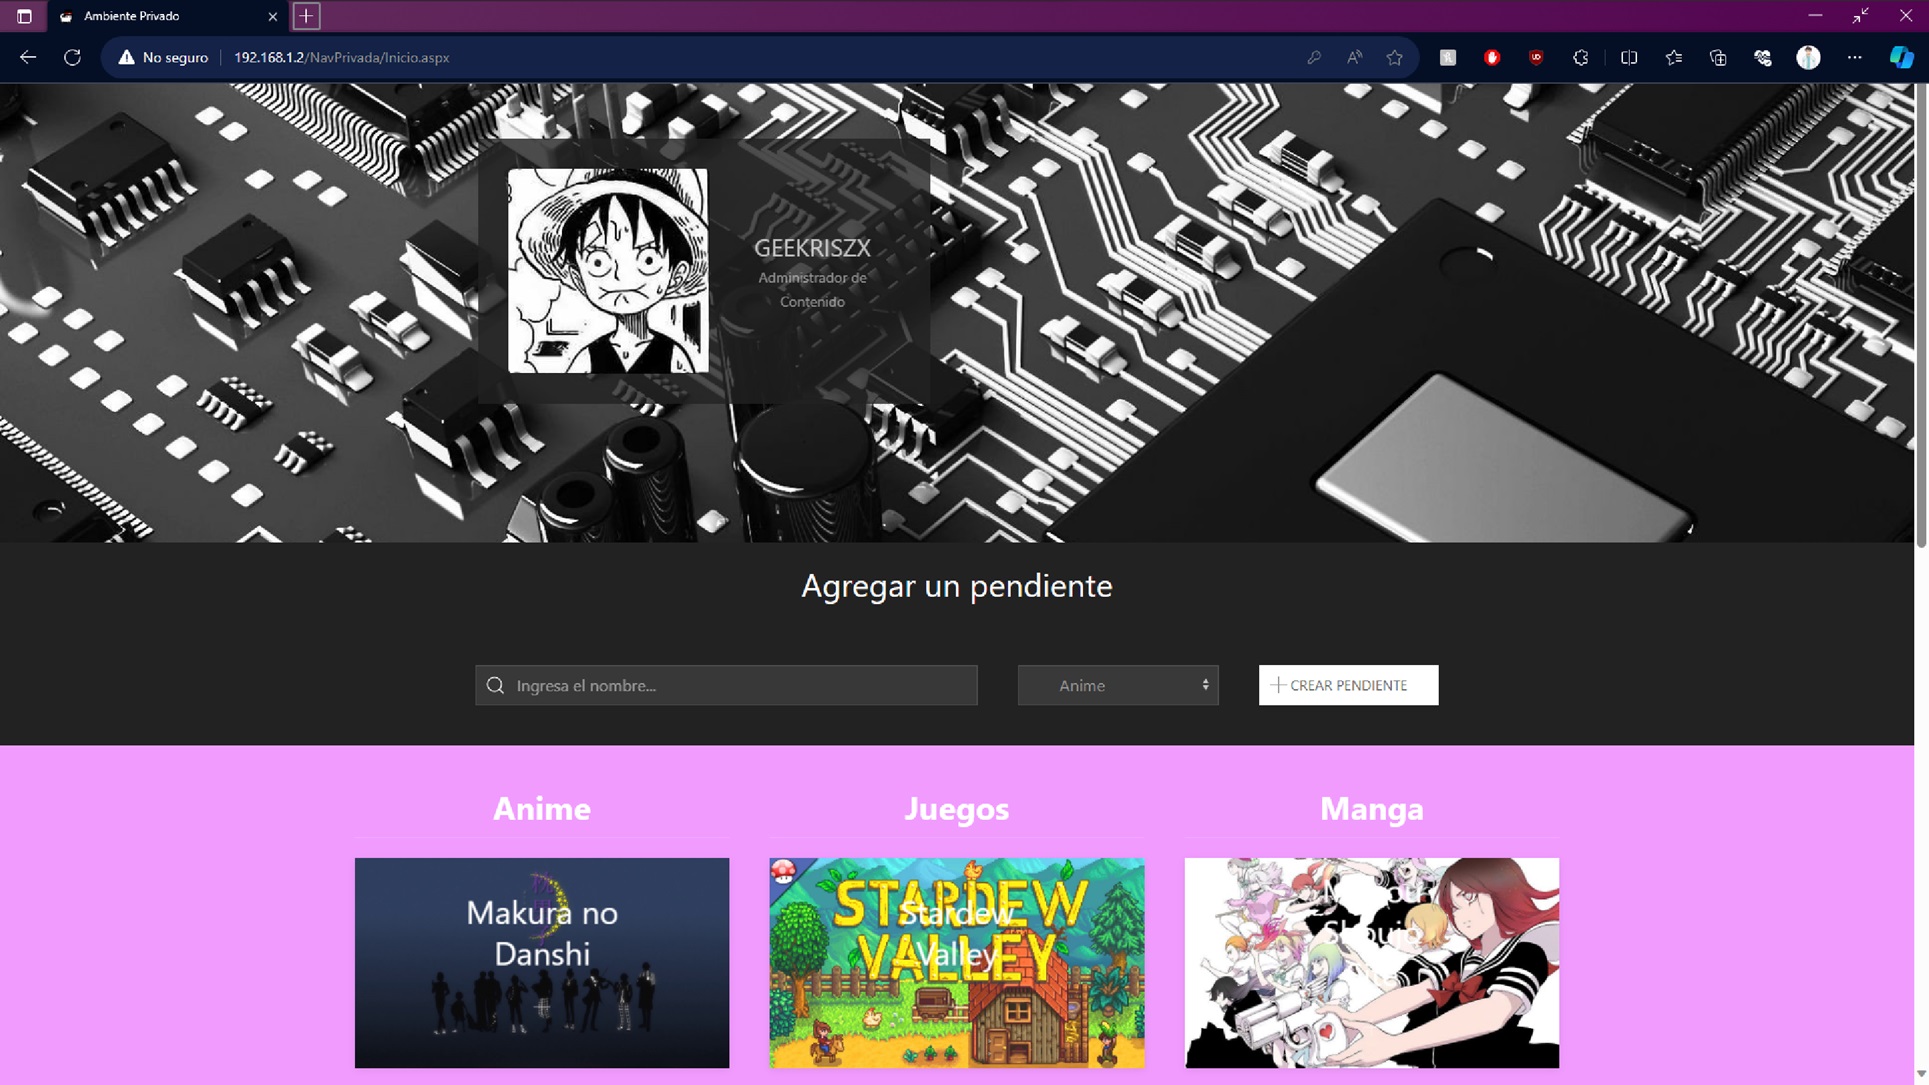 Ambiente Privado
No seguro
192.168.1.2/NavPrivada/Inicio.aspx
GEEKRISZX
Administrador de
Contenido
Agregar un pendiente
Ingresa el nombre...
Anime
CREAR PENDIENTE
Anime
Juegos
Manga
Makura no
Danshi
STARDEW
VALLEY
Stardew
Valley
Shoujo